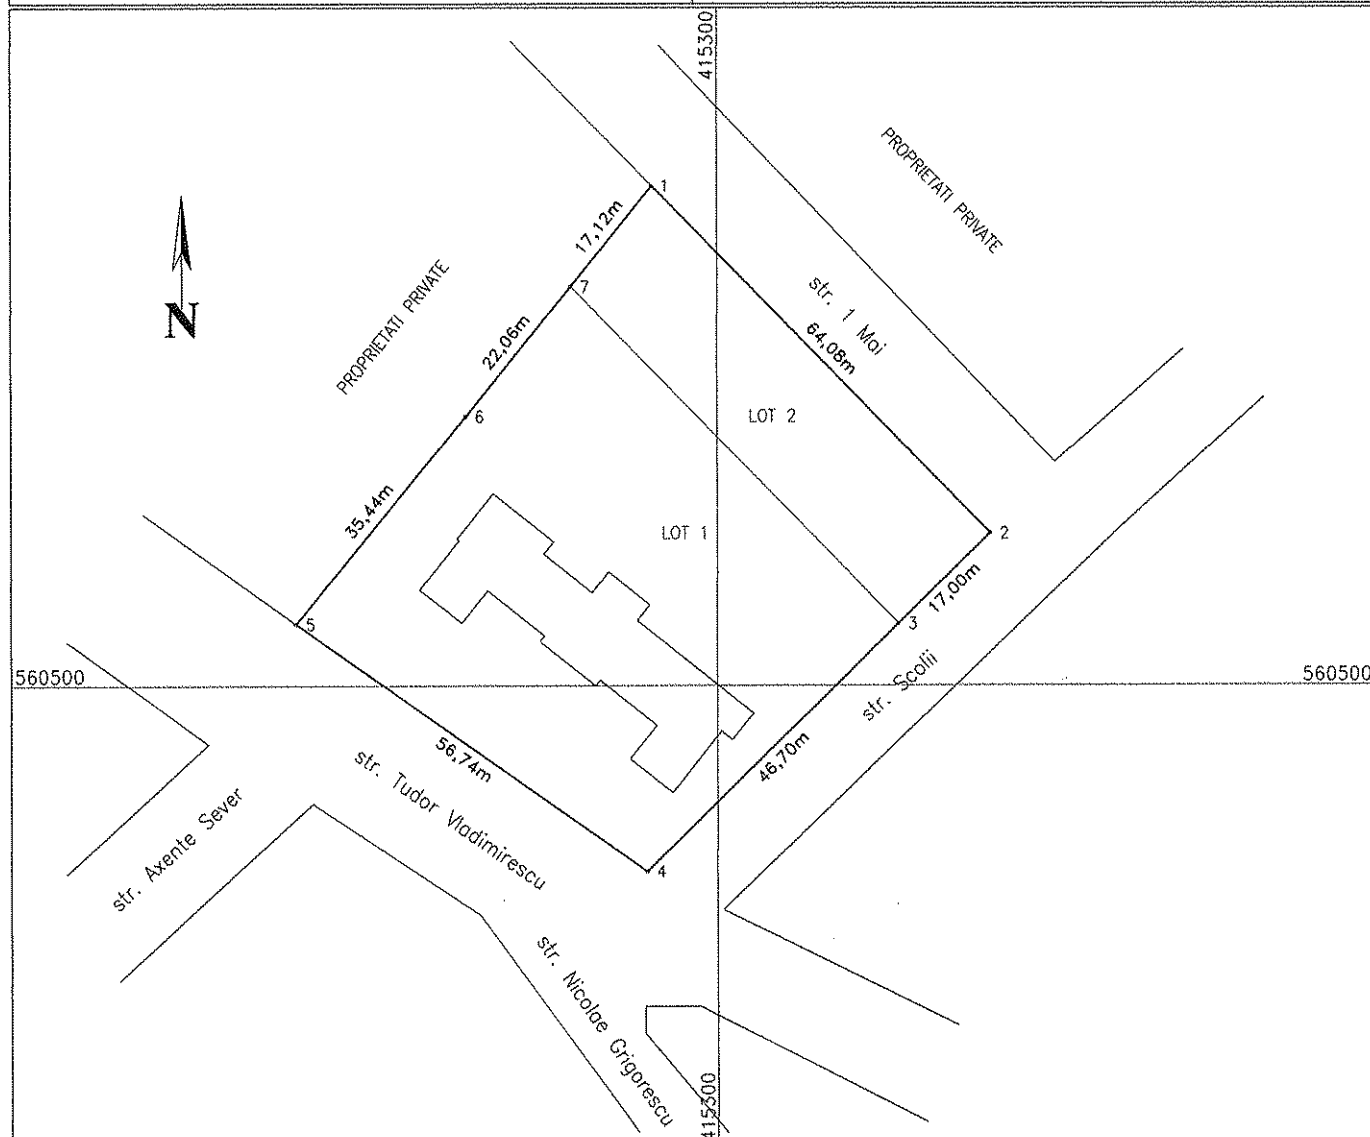 415300
PROPRIETATI PRIVATE
1
17,12m
7
PROPRIETATI PRIVATE
N
str. 1 Mai
22,06m
64,08m
6
LOT 2
35,44m
LOT 1
2
17,00m
5
3
560500
560500
str. Scolii
56,74m
46,70m
str. Tudor Vladimirescu
str. Axente Sever
4
str. Nicolae Grigorescu
415300